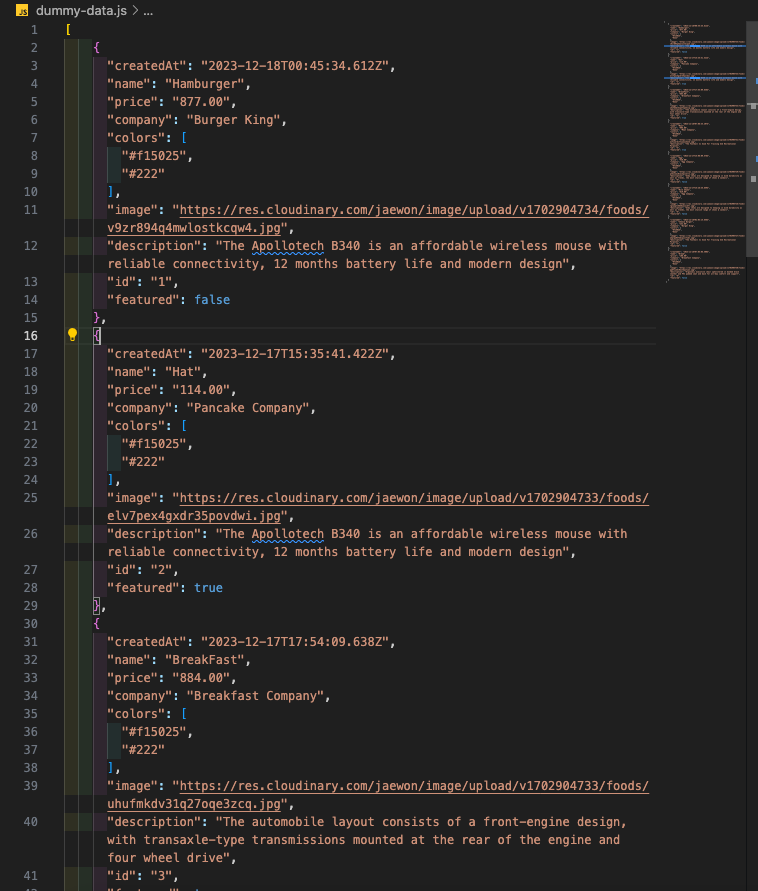 JS dummy-data.js > ...
1 [
2 {
3 "createdAt": "2023-12-18T00:45:34.612Z",
4 "name": "Hamburger",
5 "price": "877.00",
6 "company": "Burger King",
7 "colors": [
8 "#f15025",
9 "#222"
10 ],
11 "image": "https://res.cloudinary.com/jaewon/image/upload/v1702904734/foods/
v9zr894q4mwlostkcqw4.jpg",
12 "description": "The Apollotech B340 is an affordable wireless mouse with
reliable connectivity, 12 months battery life and modern design",
13 "id": "1",
14 "featured": false
15 },
16 {
17 "createdAt": "2023-12-17T15:35:41.422Z",
18 "name": "Hat",
19 "price": "114.00",
20 "company": "Pancake Company",
21 "colors": [
22 "#f15025",
23 "#222"
24 ],
25 "image": "https://res.cloudinary.com/jaewon/image/upload/v1702904733/foods/
elv7pex4gxdr35povdwi.jpg",
26 "description": "The Apollotech B340 is an affordable wireless mouse with
reliable connectivity, 12 months battery life and modern design",
27 "id": "2",
28 "featured": true
29 },
30 {
31 "createdAt": "2023-12-17T17:54:09.638Z",
32 "name": "BreakFast",
33 "price": "884.00",
34 "company": "Breakfast Company",
35 "colors": [
36 "#f15025",
37 "#222"
38 ],
39 "image": "https://res.cloudinary.com/jaewon/image/upload/v1702904733/foods/
uhufmkdv31q27oqe3zcq.jpg",
40 "description": "The automobile layout consists of a front-engine design,
with transaxle-type transmissions mounted at the rear of the engine and
four wheel drive",
41 "id": "3",